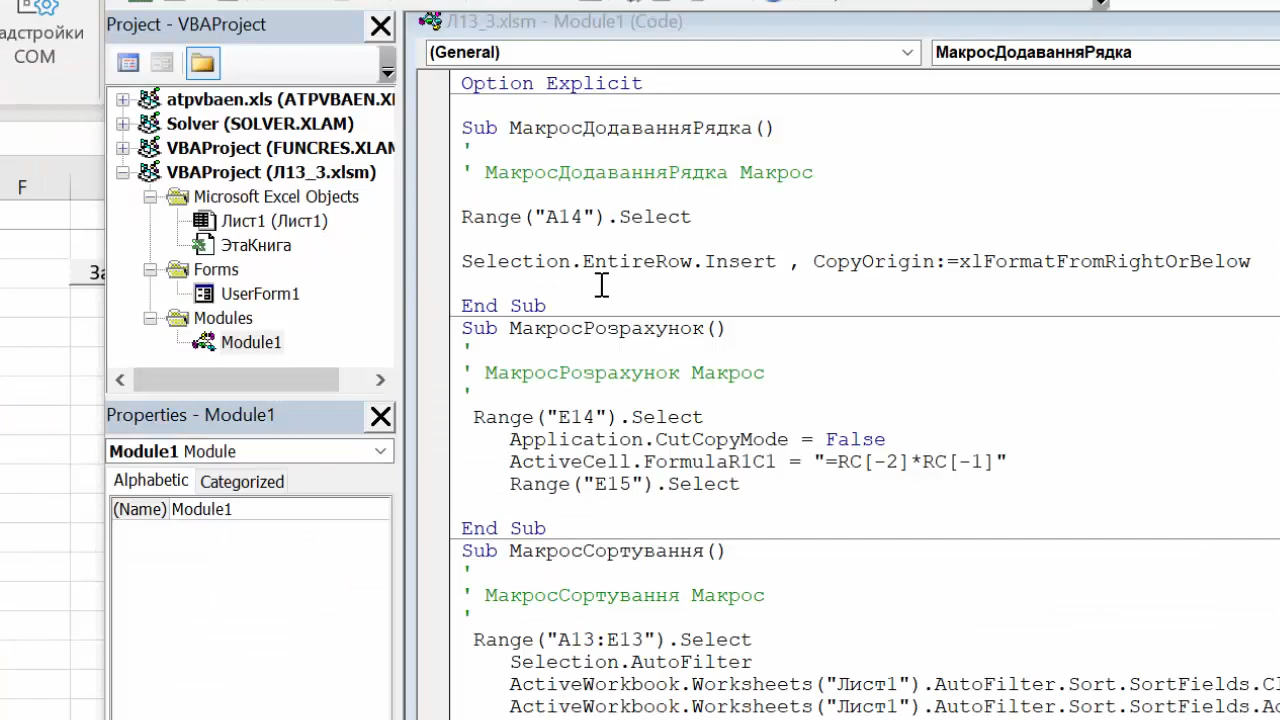 адстройки
COM
F
За
Project - VBAProject
atpvbaen.xls (ATPVBAEN.XL
Solver (SOLVER.XLAM)
VBAProject (FUNCRES.XLAM
VBAProject (Л13_3.xlsm)
Microsoft Excel Objects
Лист1 (Лист1)
ЭтаКнига
Forms
UserForm1
Modules
Module1
Properties - Module1
Module1 Module
Alphabetic Categorized
(Name) Module1
Л13_3.xlsm - Module1 (Code)
(General) МакросДодаванняРядка
Option Explicit
Sub МакросДодаванняРядка()
'
' МакросДодаванняРядка Макрос
Range("A14").Select
Selection.EntireRow.Insert , CopyOrigin:=xlFormatFromRightOrBelow
End Sub
Sub МакросРозрахунок()
'
' МакросРозрахунок Макрос
'
Range("E14").Select
Application.CutCopyMode = False
ActiveCell.FormulaR1C1 = "=RC[-2]*RC[-1]"
Range("E15").Select
End Sub
Sub МакросСортування()
'
' МакросСортування Макрос
'
Range("A13:E13").Select
Selection.AutoFilter
ActiveWorkbook.Worksheets("Лист1").AutoFilter.Sort.SortFields.Cl
ActiveWorkbook.Worksheets("Лист1").AutoFilter.Sort.SortFields.Ad